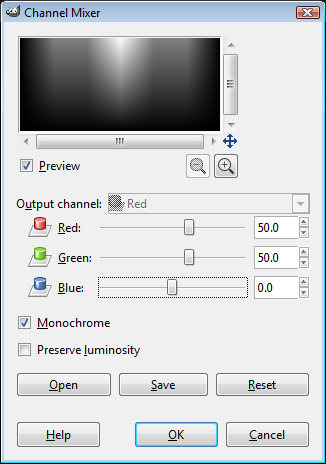 Channel Mixer
Preview
Output channel: Red
Red: 50.0
Green: 50.0
Blue: 0.0
Monochrome
Preserve luminosity
Open Save Reset
Help OK Cancel